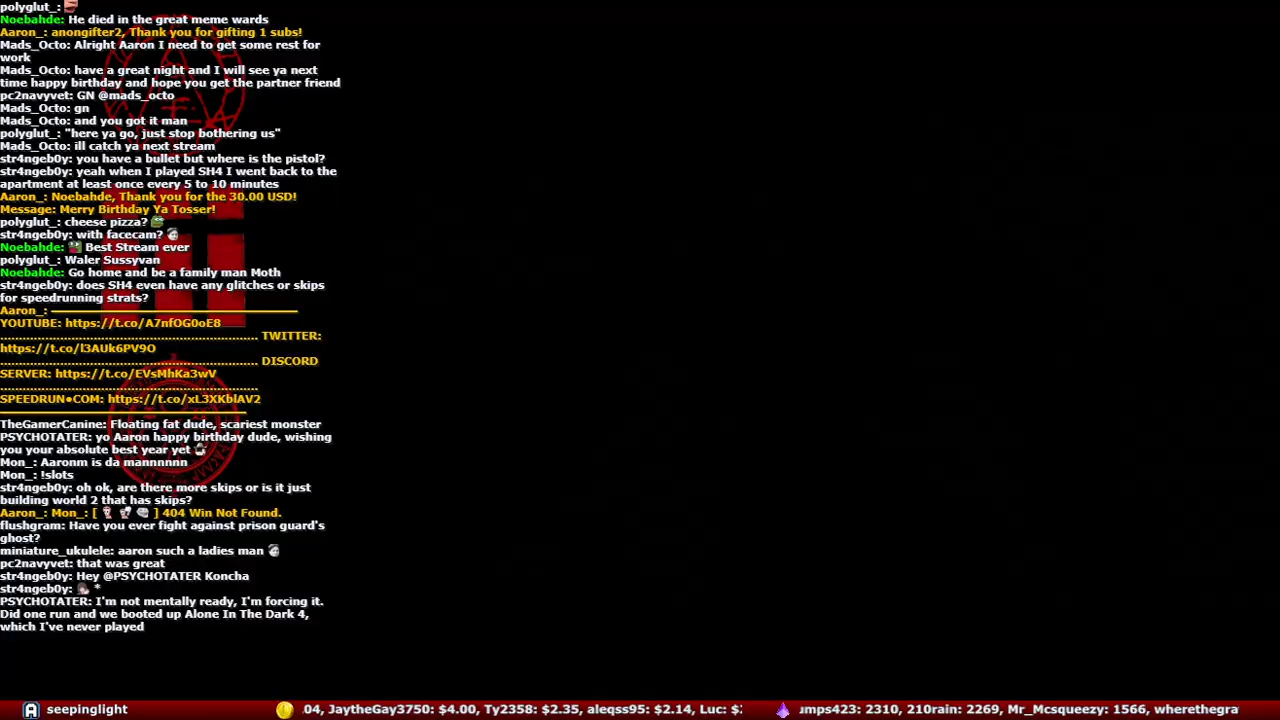 polyglut_:
Noebahde: He died in the great meme wards
Aaron_: anongifter2, Thank you for gifting 1 subs!
Mads_Octo: Alright Aaron I need to get some rest for
work
Mads_Octo: have a great night and I will see ya next
time happy birthday and hope you get the partner friend
pc2navyvet: GN @mads_octo
Mads_Octo: gn
Mads_Octo: and you got it man
polyglut_: "here ya go, just stop bothering us"
Mads_Octo: ill catch ya next stream
str4ngeb0y: you have a bullet but where is the pistol?
str4ngeb0y: yeah when I played SH4 I went back to the
apartment at least once every 5 to 10 minutes
Aaron_: Noebahde, Thank you for the 30.00 USD!
Message: Merry Birthday Ya Tosser!
polyglut_: cheese pizza?
str4ngeb0y: with facecam?
Noebahde: Best Stream ever
polyglut_: Waler Sussyvan
Noebahde: Go home and be a family man Moth
str4ngeb0y: does SH4 even have any glitches or skips
for speedrunning strats?
Aaron_:
YOUTUBE: https://t.co/A7nfOG0oE8
TWITTER:
https://t.co/l3AUk6PV9O
DISCORD
SERVER: https://t.co/EVsMhKa3wV
SPEEDRUN●COM: https://t.co/xL3XKblAV2
TheGamerCanine: Floating fat dude, scariest monster
PSYCHOTATER: yo Aaron happy birthday dude, wishing
you your absolute best year yet
Mon_: Aaronm is da mannnnnn
Mon_: !slots
str4ngeb0y: oh ok, are there more skips or is it just
building world 2 that has skips?
Aaron_: Mon_: [ ] 404 Win Not Found.
flushgram: Have you ever fight against prison guard's
ghost?
miniature_ukulele: aaron such a ladies man
pc2navyvet: that was great
str4ngeb0y: Hey @PSYCHOTATER Koncha
str4ngeb0y: *
PSYCHOTATER: I'm not mentally ready, I'm forcing it.
Did one run and we booted up Alone In The Dark 4,
which I've never played
seepinglight .04, JaytheGay3750: $4.00, Ty2358: $2.35, aleqss95: $2.14, Luc: umps423: 2310, 210rain: 2269, Mr_Mcsqueezy: 1566, wherethegra